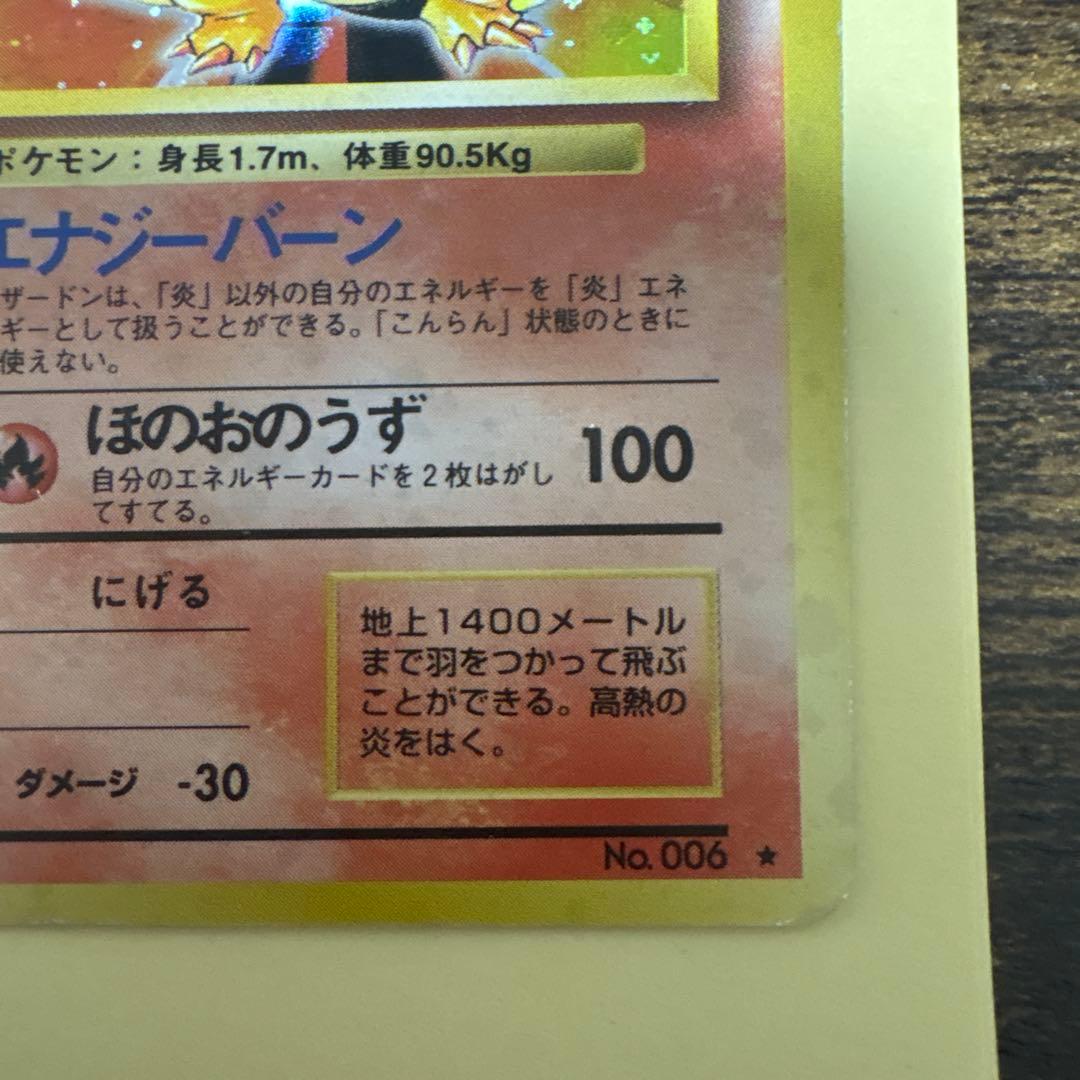 ポケモン：身長1.7m、体重90.5Kg
エナジーバーン
ザードンは、「炎」以外の自分のエネルギーを「炎」エネ
ギーとして扱うことができる。「こんらん」状態のときに
使えない。
ほのおのうず 100
自分のエネルギーカードを2枚はがし
てすてる。
にげる
地上1400メートル
まで羽をつかって飛ぶ
ことができる。高熱の
炎をはく。
ダメージ -30
No. 006 ★